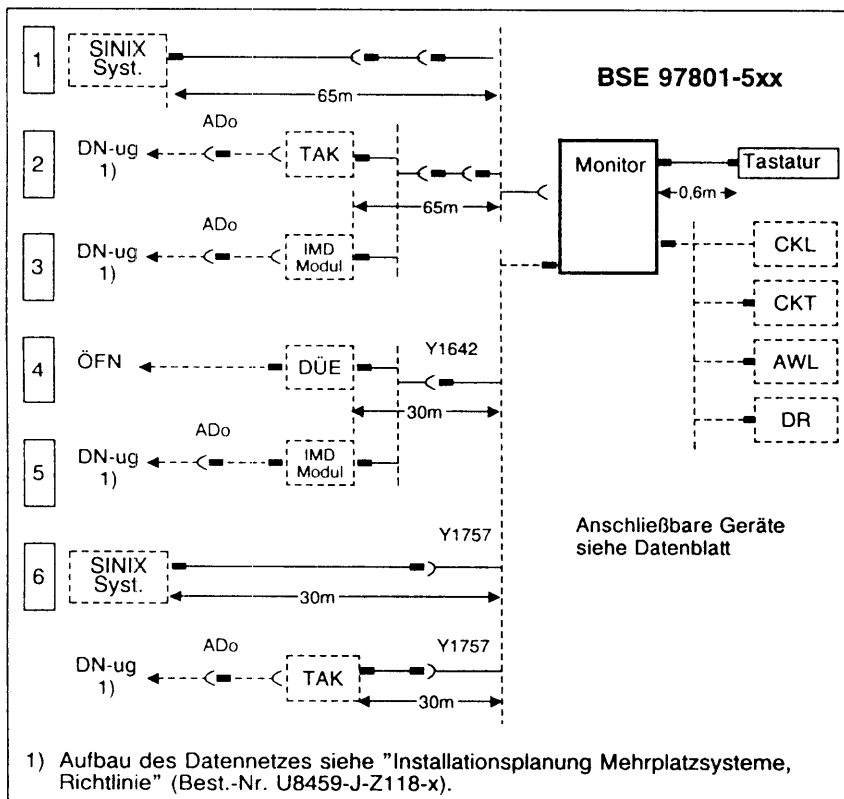 1
SINIX
Syst.
65m
BSE 97801-5xx
2
DN-ug
1)
ADo
TAK
65m
Monitor
Tastatur
0,6m
3
DN-ug
1)
ADo
IMD
Modul
CKL
CKT
AWL
DR
4
ÖFN
DÜE
Y1642
30m
5
DN-ug
1)
ADo
IMD
Modul
Anschließbare Geräte
siehe Datenblatt
6
SINIX
Syst.
Y1757
30m
DN-ug
1)
ADo
TAK
Y1757
30m
1) Aufbau des Datennetzes siehe "Installationsplanung Mehrplatzsysteme,
Richtlinie" (Best.-Nr. U8459-J-Z118-x).